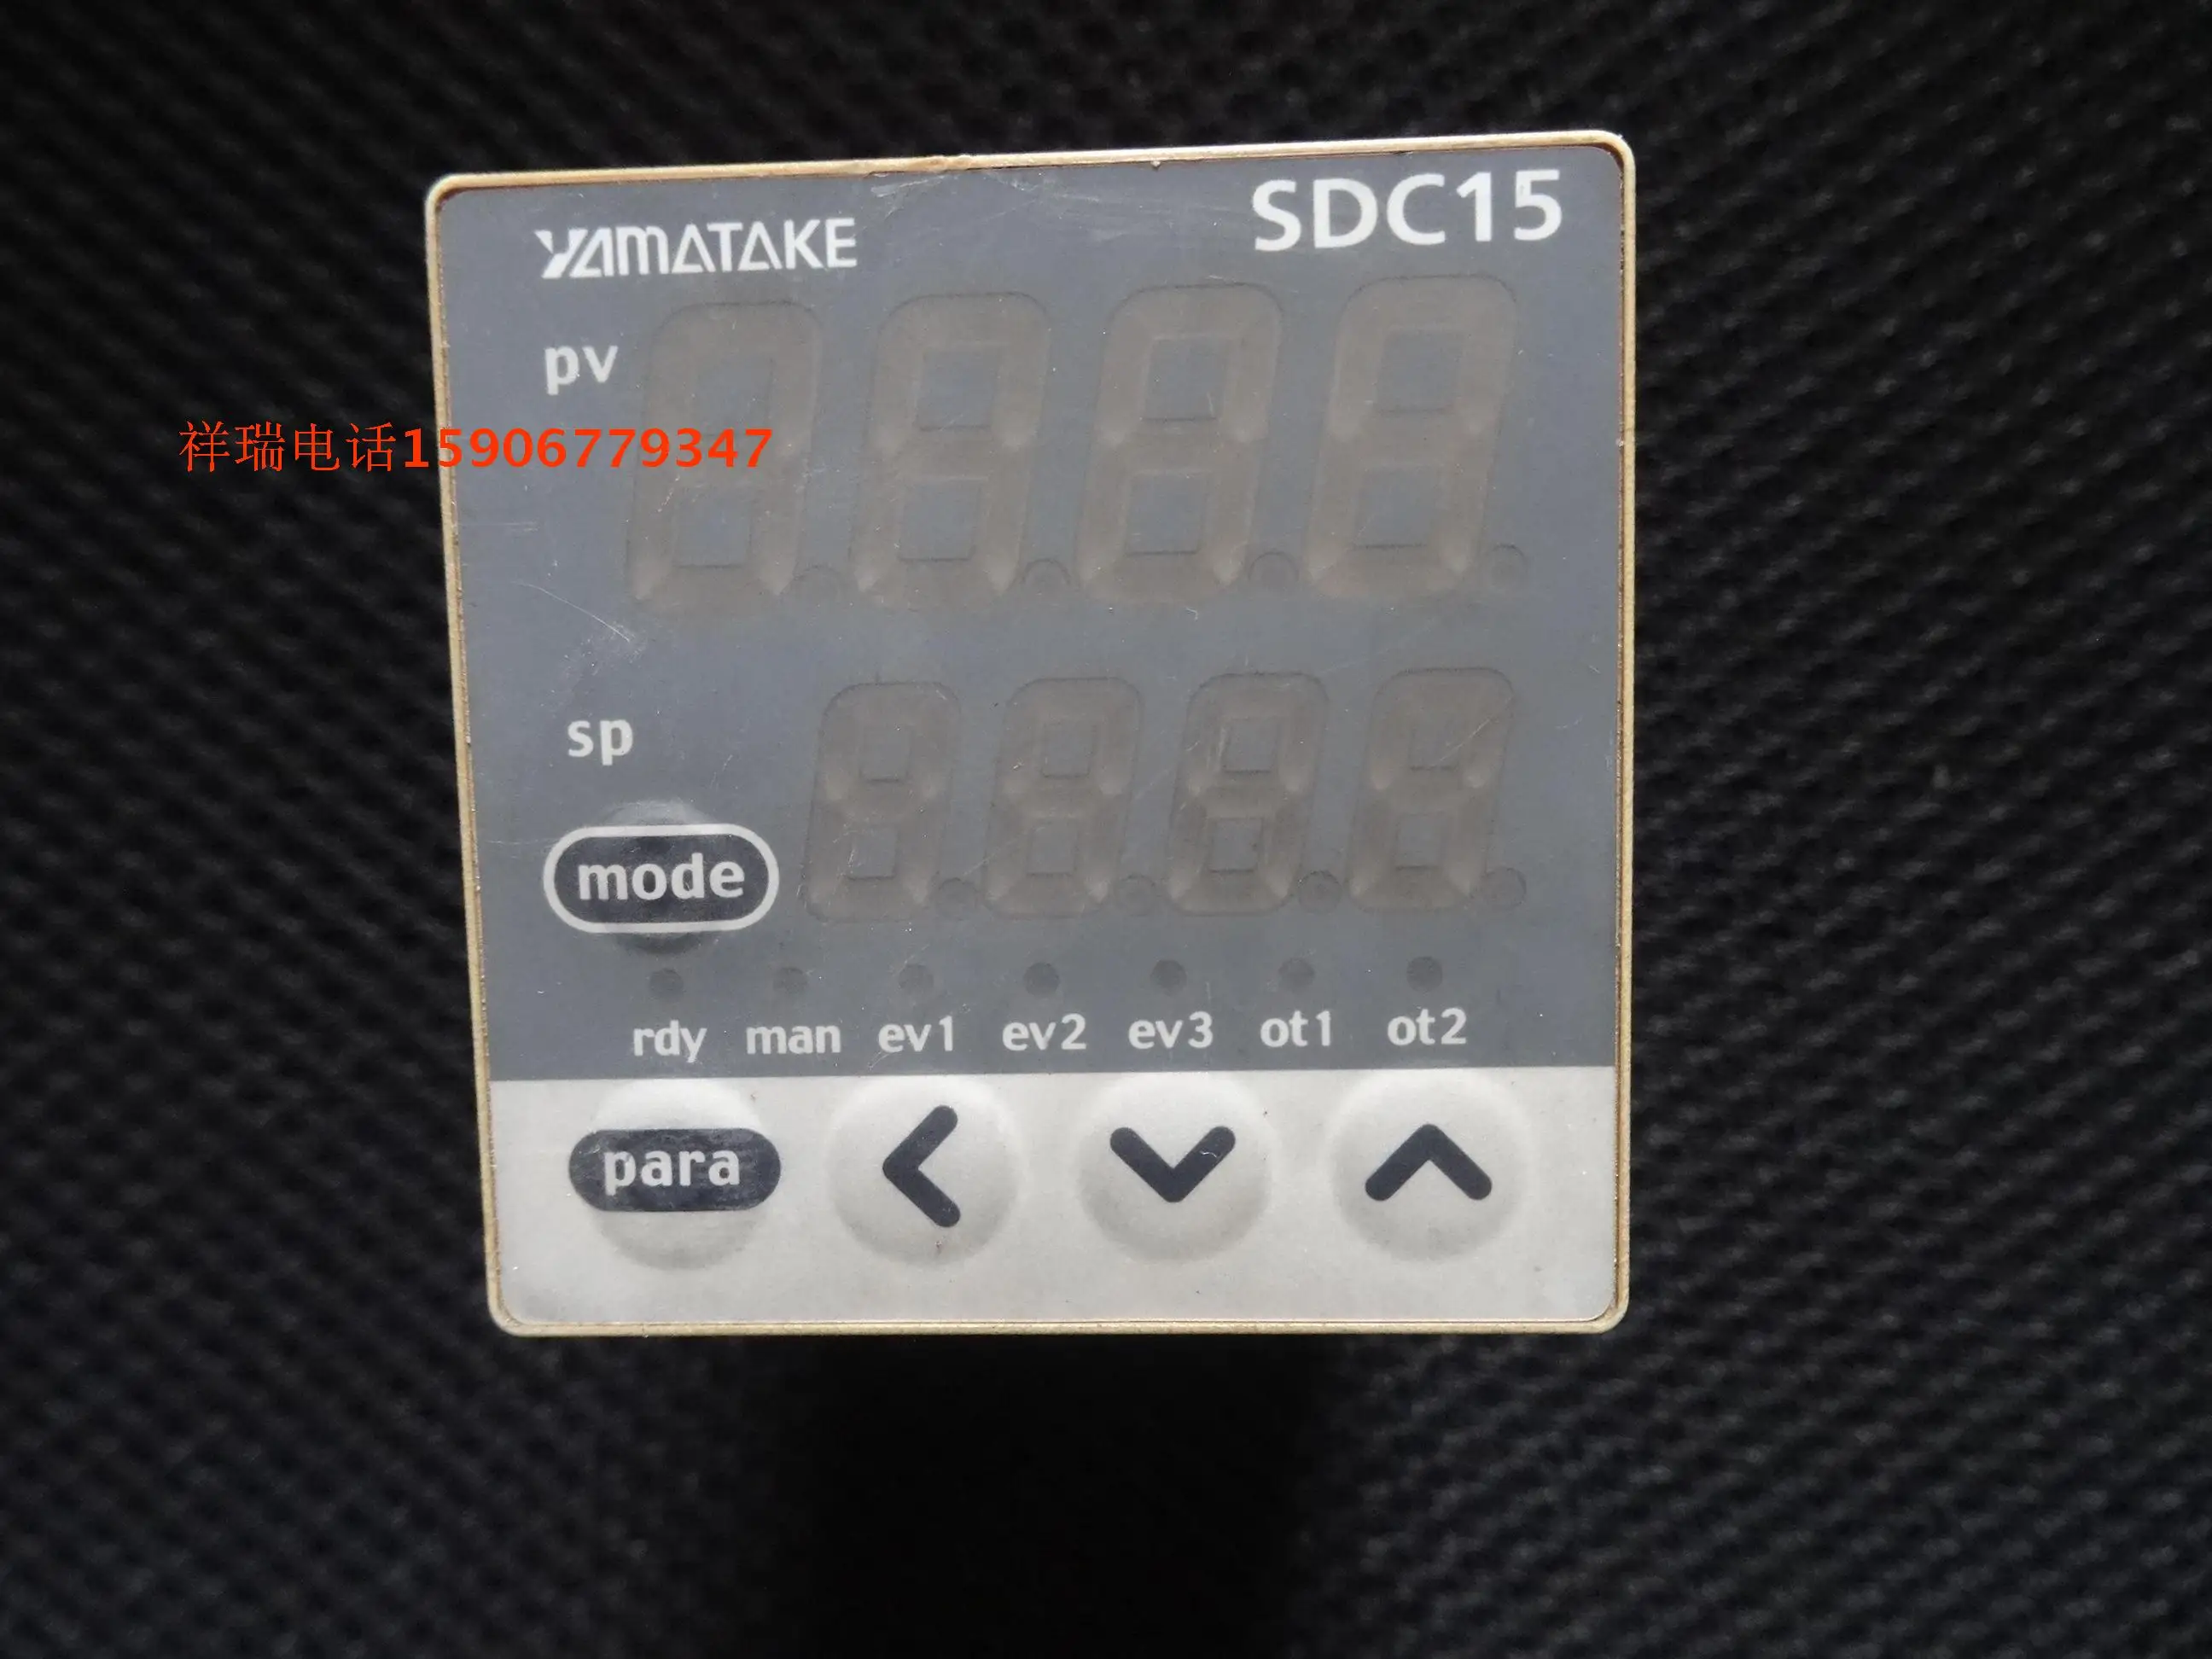 YAMATAKE SDC15
pv
祥瑞电话15906779347
sp
mode
rdy man ev1 ev2 ev3 ot1 ot2
para